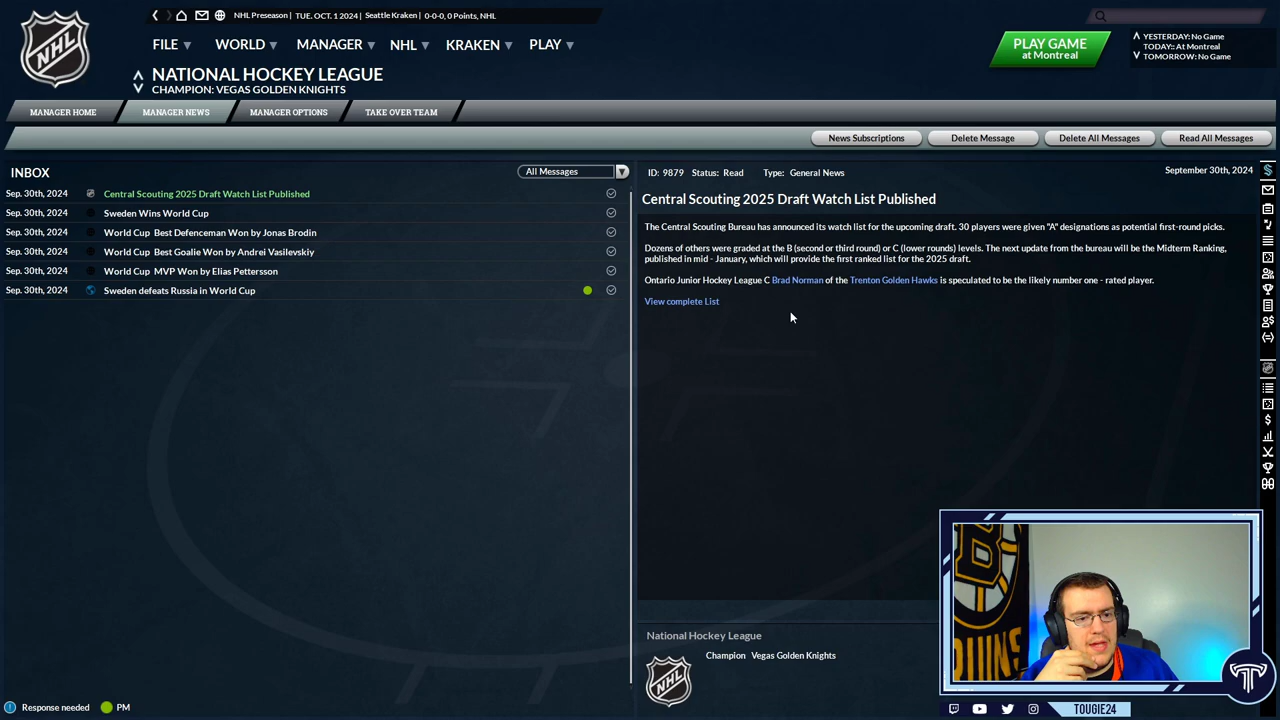 NHL Preseason | TUE. OCT. 1 2024 | Seattle Kraken | 0-0-0, 0 Points, NHL
NHL
FILE WORLD MANAGER NHL KRAKEN PLAY
PLAY GAME
at Montreal
YESTERDAY: No Game
TODAY:: At Montreal
TOMORROW: No Game
NATIONAL HOCKEY LEAGUE
CHAMPION: VEGAS GOLDEN KNIGHTS
MANAGER HOME MANAGER NEWS MANAGER OPTIONS TAKE OVER TEAM
News Subscriptions Delete Message Delete All Messages Read All Messages
INBOX All Messages
Sep. 30th, 2024 Central Scouting 2025 Draft Watch List Published
Sep. 30th, 2024 Sweden Wins World Cup
Sep. 30th, 2024 World Cup Best Defenceman Won by Jonas Brodin
Sep. 30th, 2024 World Cup Best Goalie Won by Andrei Vasilevskiy
Sep. 30th, 2024 World Cup MVP Won by Elias Pettersson
Sep. 30th, 2024 Sweden defeats Russia in World Cup
ID: 9879 Status: Read Type: General News September 30th, 2024
Central Scouting 2025 Draft Watch List Published
The Central Scouting Bureau has announced its watch list for the upcoming draft. 30 players were given "A" designations as potential first-round picks.
Dozens of others were graded at the B (second or third round) or C (lower rounds) levels. The next update from the bureau will be the Midterm Ranking,
published in mid - January, which will provide the first ranked list for the 2025 draft.
Ontario Junior Hockey League C Brad Norman of the Trenton Golden Hawks is speculated to be the likely number one - rated player.
View complete List
National Hockey League
Champion Vegas Golden Knights
NHL
Response needed PM
B
UINS
TOUGIE24